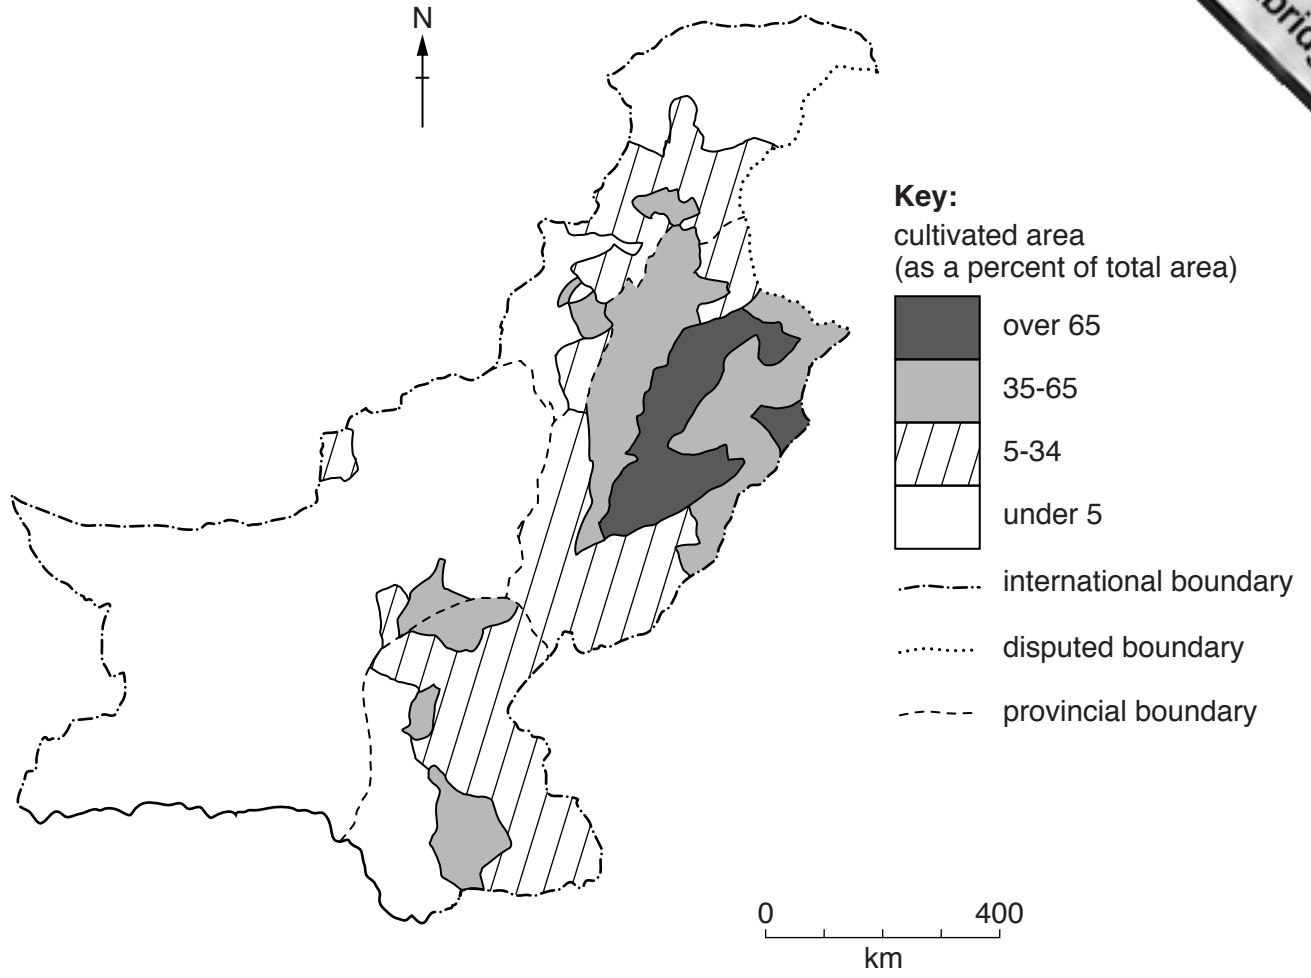 N
Key:
cultivated area
(as a percent of total area)
over 65
35-65
5-34
under 5
international boundary
disputed boundary
provincial boundary
0 400
km